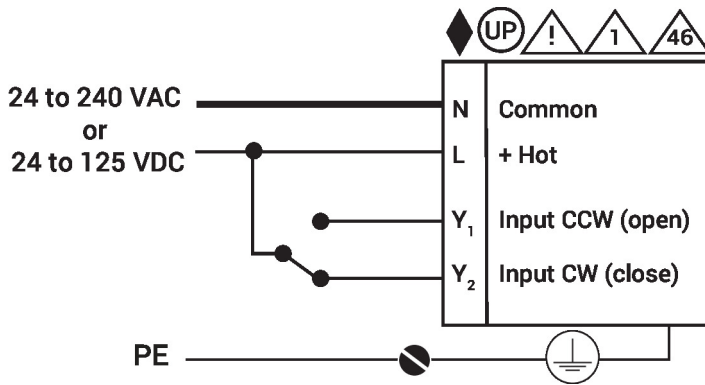 UP ! 1 46
24 to 240 VAC
or
24 to 125 VDC
N Common
L + Hot
Y1 Input CCW (open)
Y2 Input CW (close)
PE